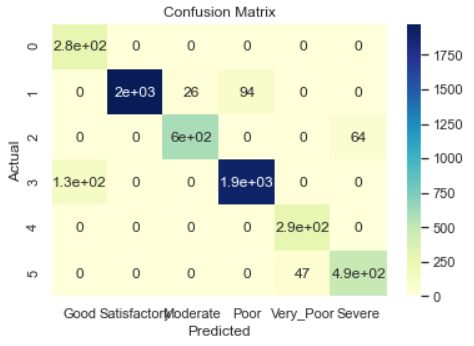 Confusion Matrix
0 2.8e+02 0 0 0 0 0
1 0 2e+03 26 94 0 0
2 0 0 6e+02 0 0 64
3 1.3e+02 0 0 1.9e+03 0 0
4 0 0 0 0 2.9e+02 0
5 0 0 0 0 47 4.9e+02
Good Satisfactory Moderate Poor Very_Poor Severe
Predicted
Actual
1750
1500
1250
1000
750
500
250
0